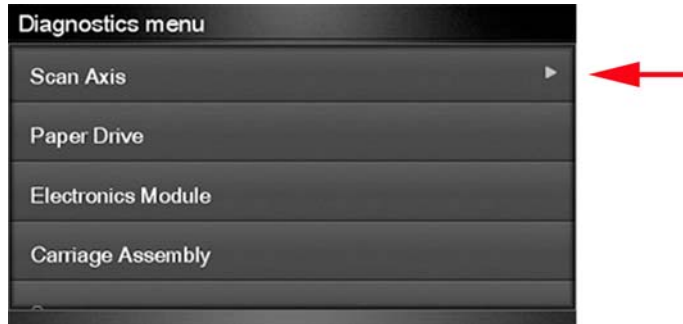 Diagnostics menu
Scan Axis
Paper Drive
Electronics Module
Carriage Assembly